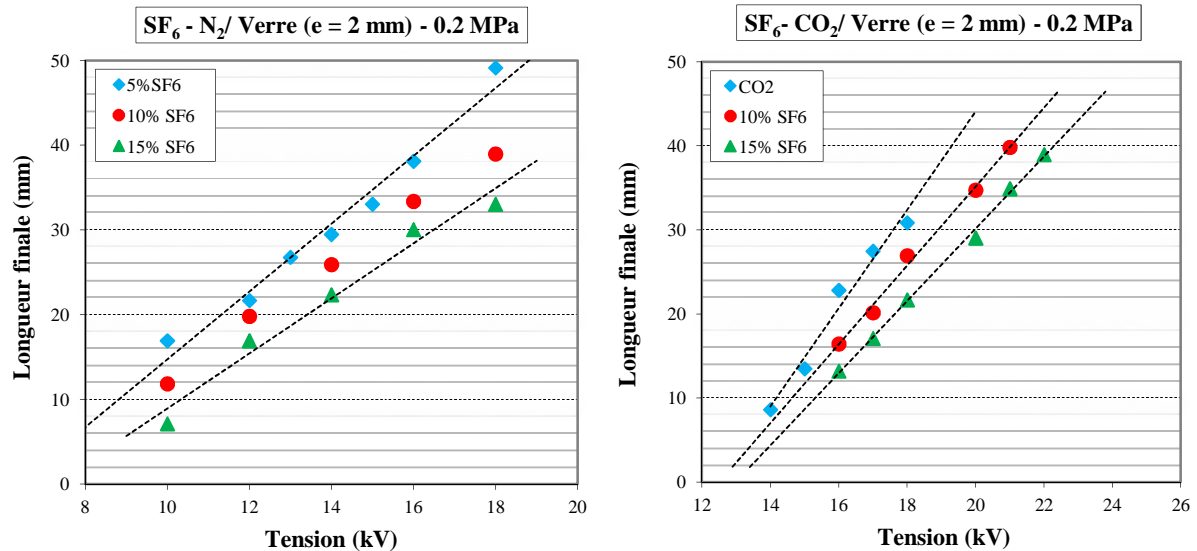 SF6 - N2/ Verre (e = 2 mm) - 0.2 MPa
50
40
30
20
10
0
Longueur finale (mm)
5%SF6
10% SF6
15% SF6
8 10 12 14 16 18 20
Tension (kV)
SF6- CO2/ Verre (e = 2 mm) - 0.2 MPa
50
40
30
20
10
0
Longueur finale (mm)
CO2
10% SF6
15% SF6
12 14 16 18 20 22 24 26
Tension (kV)